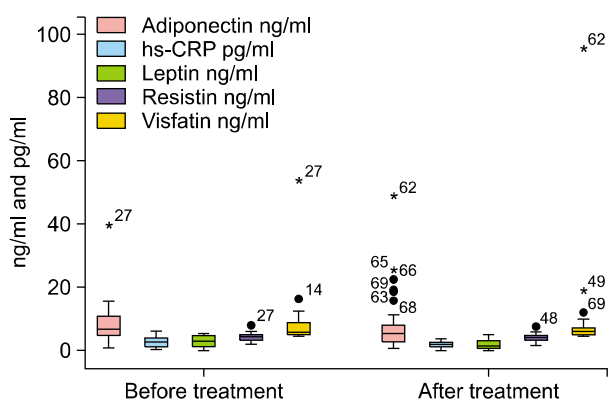 Adiponectin ng/ml
hs-CRP pg/ml
Leptin ng/ml
Resistin ng/ml
Visfatin ng/ml
ng/ml and pg/ml
100
80
60
40
20
0
27
27
27
14
62
65
66
69
63
68
48
62
49
69
Before treatment
After treatment